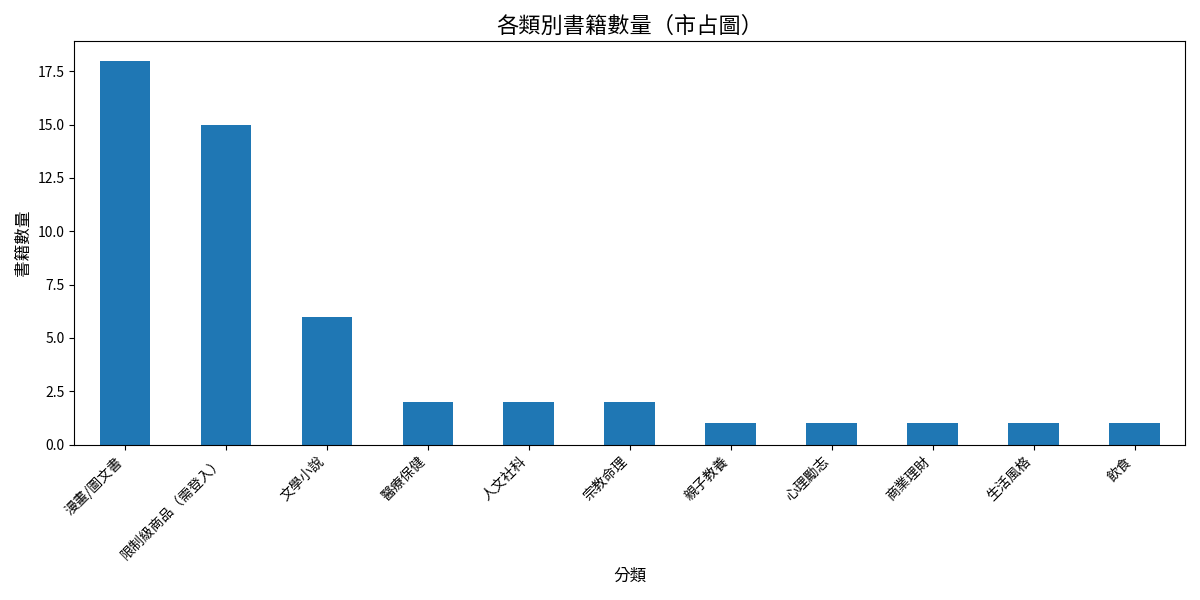 各類別書籍數量（市占圖）
書籍數量
17.5
15.0
12.5
10.0
7.5
5.0
2.5
0.0
漫畫/圖文書
限制級商品（需登入）
文學小說
醫療保健
人文社科
宗教命理
親子教養
心理勵志
商業理財
生活風格
飲食
分類